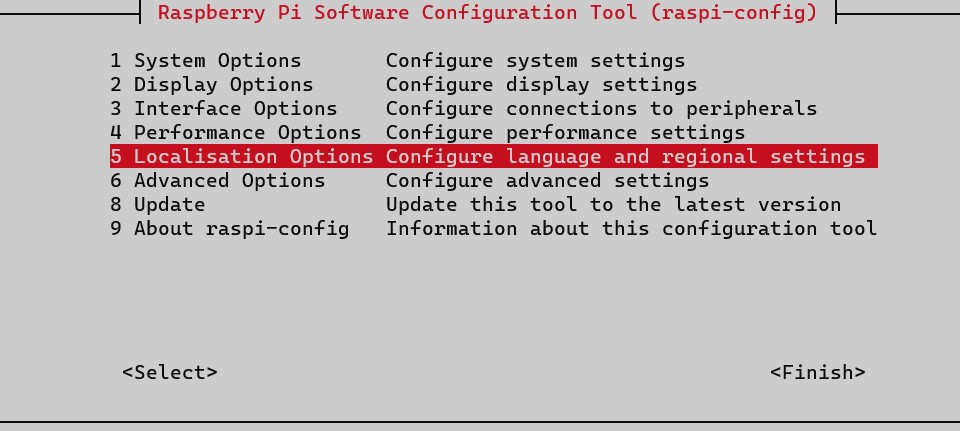 Raspberry Pi Software Configuration Tool (raspi-config)
1 System Options       Configure system settings
2 Display Options      Configure display settings
3 Interface Options    Configure connections to peripherals
4 Performance Options  Configure performance settings
5 Localisation Options Configure language and regional settings
6 Advanced Options     Configure advanced settings
8 Update               Update this tool to the latest version
9 About raspi-config   Information about this configuration tool
<Select>                                              <Finish>